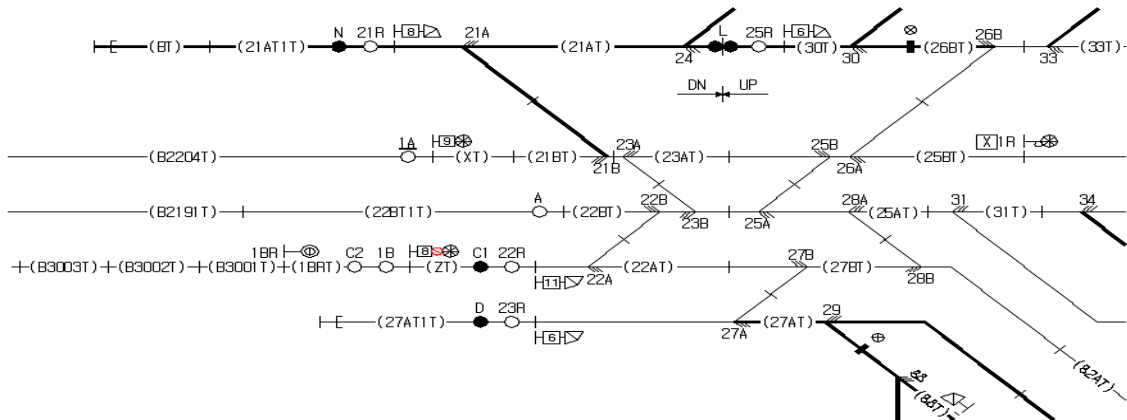 N 21R 8 21A L 25R 6 26B
(BT) (21AT1T) (21AT) (30T) (26BT) (33T)
24 30 33
DN UP
1A 9 23A 25B X 1R
(B2204T) (XT) (21BT) (23AT) (25BT)
21B 26A
A 22B 28A 31 34
(B2191T) (22BT1T) (22BT) (25AT) (31T)
23B 25A
1BR C2 1B 8 S C1 22R 27B
(B3003T) (B3002T) (B3001T) (1BRT) (ZT) (22AT) (27BT)
11 22A 28B
D 23R 29
(27AT1T) (27AT)
6 27A
(82AT)
88
(88T)